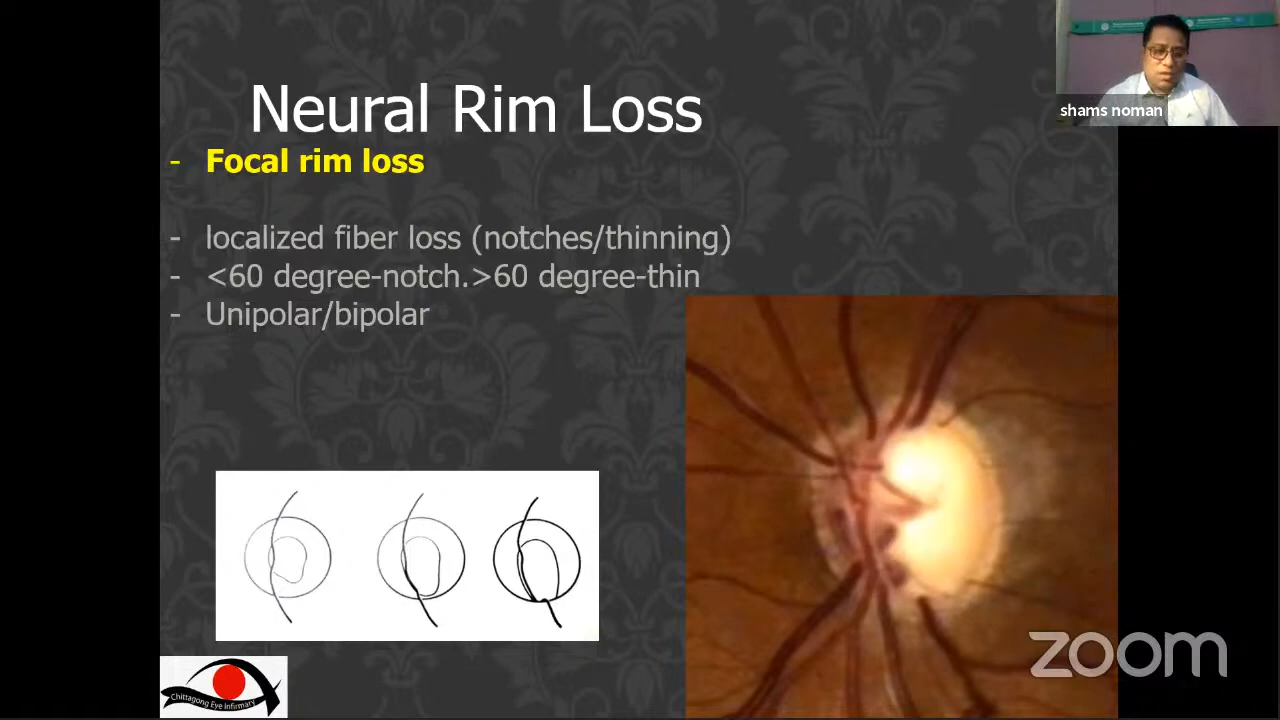 Neural Rim Loss
- Focal rim loss
- localized fiber loss (notches/thinning)
- <60 degree-notch.>60 degree-thin
- Unipolar/bipolar
shams noman
Chittagong Eye Infirmary
zoom